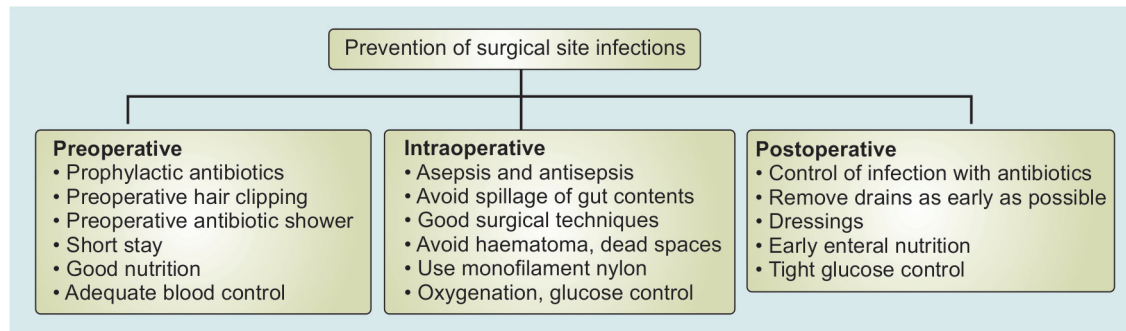 Prevention of surgical site infections
Preoperative
• Prophylactic antibiotics
• Preoperative hair clipping
• Preoperative antibiotic shower
• Short stay
• Good nutrition
• Adequate blood control
Intraoperative
• Asepsis and antisepsis
• Avoid spillage of gut contents
• Good surgical techniques
• Avoid haematoma, dead spaces
• Use monofilament nylon
• Oxygenation, glucose control
Postoperative
• Control of infection with antibiotics
• Remove drains as early as possible
• Dressings
• Early enteral nutrition
• Tight glucose control